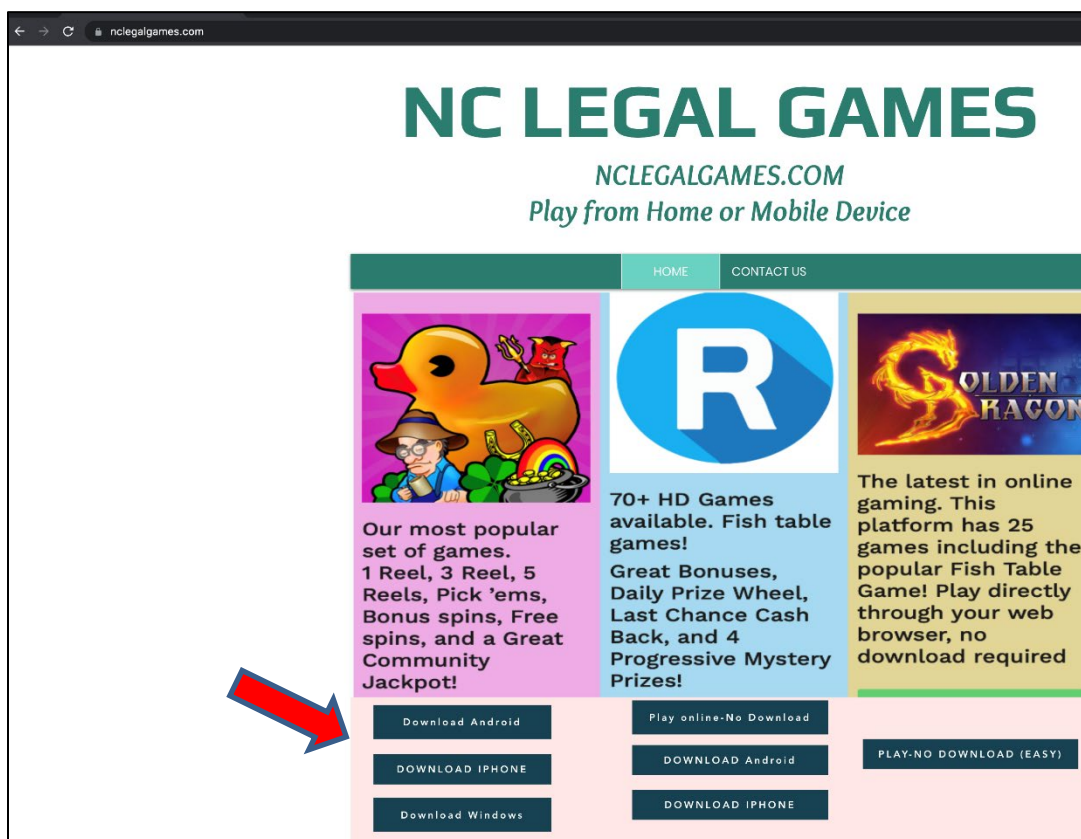 nclegalgames.com
NC LEGAL GAMES
NCLEGALGAMES.COM
Play from Home or Mobile Device
HOME
CONTACT US
Our most popular
set of games.
1 Reel, 3 Reel, 5
Reels, Pick 'ems,
Bonus spins, Free
spins, and a Great
Community
Jackpot!
Download Android
DOWNLOAD IPHONE
Download Windows
R
70+ HD Games
available. Fish table
games!
Great Bonuses,
Daily Prize Wheel,
Last Chance Cash
Back, and 4
Progressive Mystery
Prizes!
Play online-No Download
DOWNLOAD Android
DOWNLOAD IPHONE
GOLDEN
DRAGON
The latest in online
gaming. This
platform has 25
games including the
popular Fish Table
Game! Play directly
through your web
browser, no
download required
PLAY-NO DOWNLOAD (EASY)